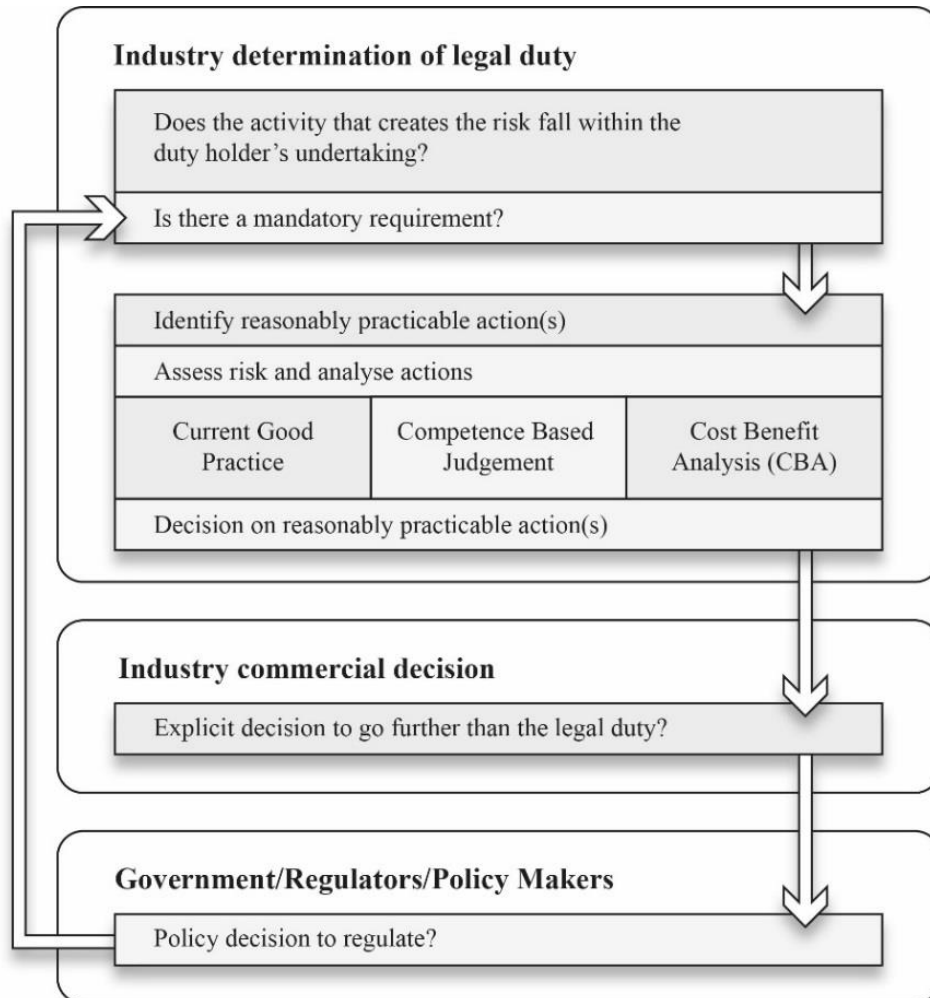 Industry determination of legal duty
Does the activity that creates the risk fall within the
duty holder’s undertaking?
Is there a mandatory requirement?
Identify reasonably practicable action(s)
Assess risk and analyse actions
Current Good
Practice
Competence Based
Judgement
Cost Benefit
Analysis (CBA)
Decision on reasonably practicable action(s)
Industry commercial decision
Explicit decision to go further than the legal duty?
Government/Regulators/Policy Makers
Policy decision to regulate?